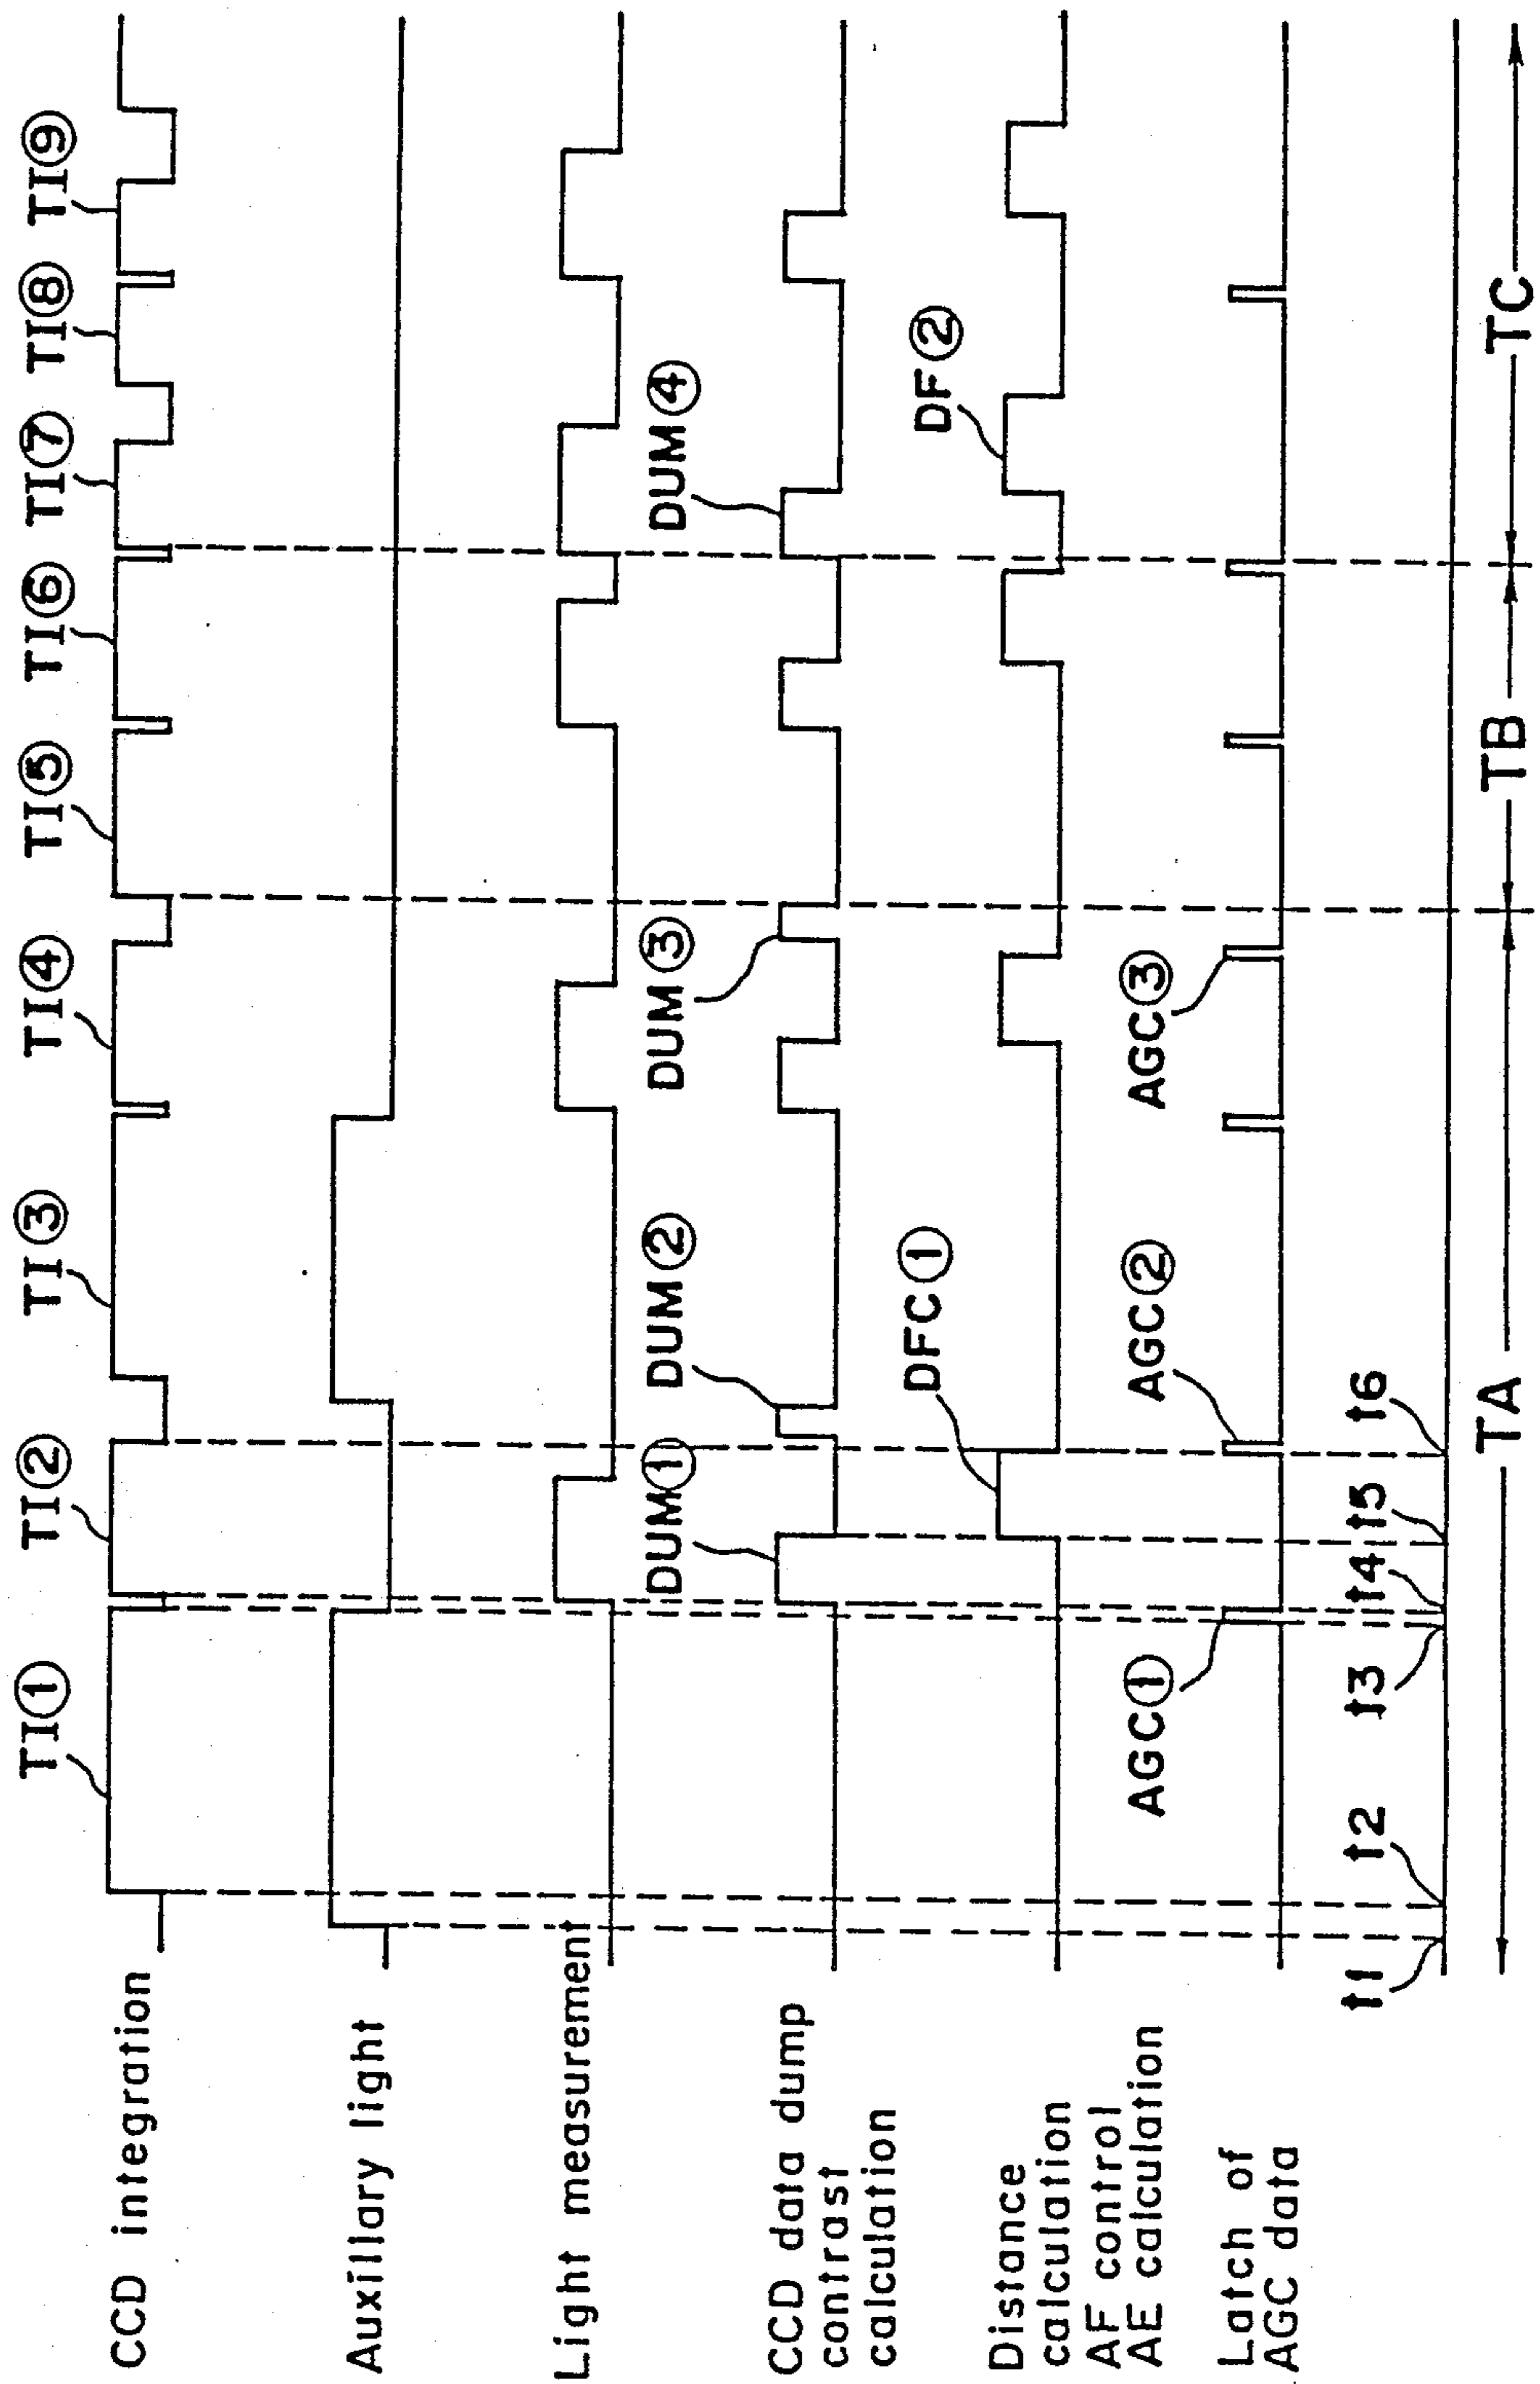 CCD integration
TI① TI② TI③ TI④ TI⑤ TI⑥ TI⑦ TI⑧ TI⑨
Auxillary light
Light measurement
CCD data dump
contrast
calculation
DUM① DUM② DUM③ DUM④
Distance
calculation
AF control
AE calculation
DFC① DF②
Latch of
AGC data
AGC① AGC② AGC③
t1 t2 t3 t4 t5 t6
TA TB TC